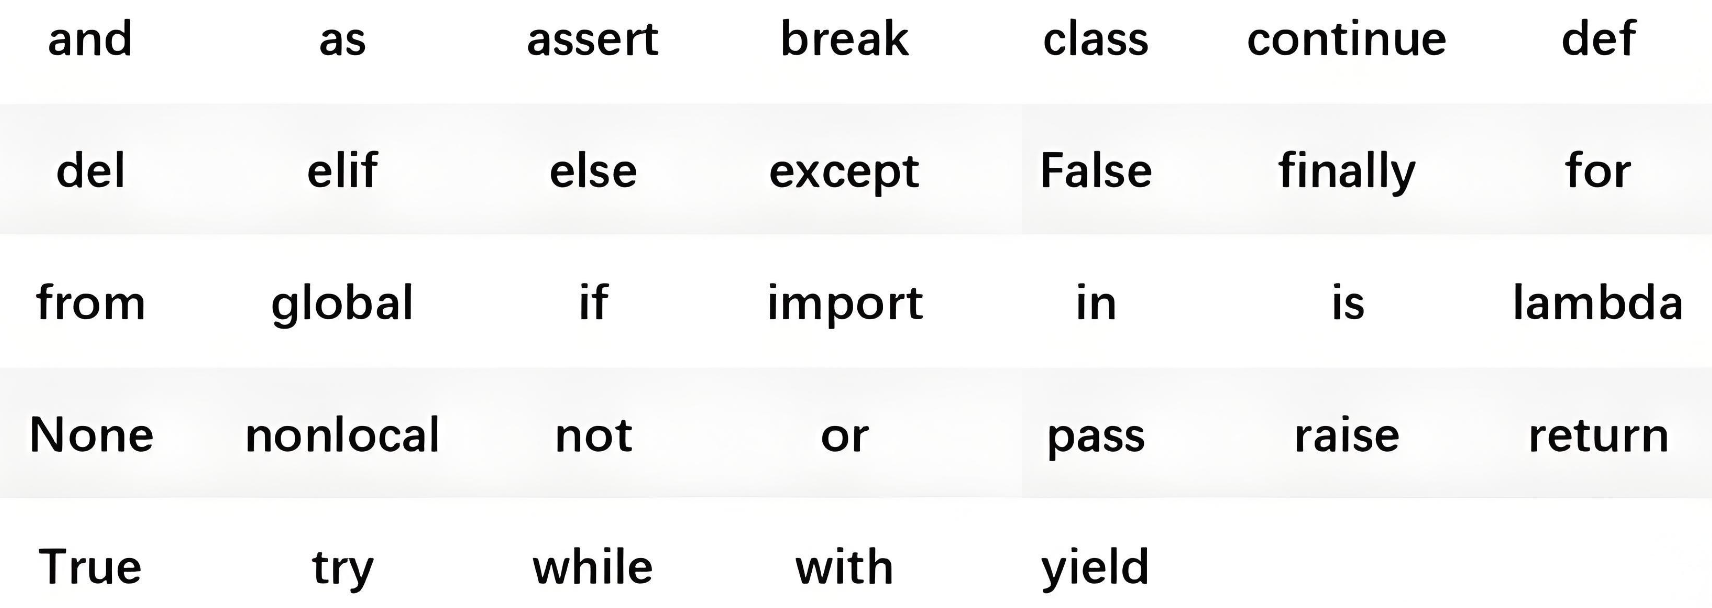 and as assert break class continue def
del elif else except False finally for
from global if import in is lambda
None nonlocal not or pass raise return
True try while with yield